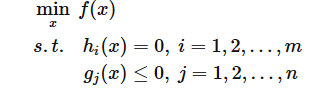 min f(x)
x
s.t. h_i(x) = 0, i = 1, 2, . . . , m
g_j(x) ≤ 0, j = 1, 2, . . . , n